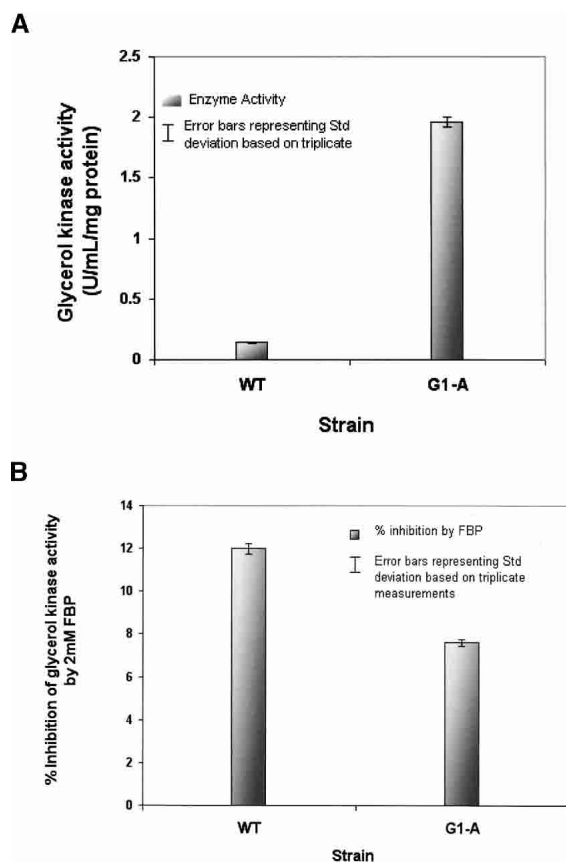 A
Glycerol kinase activity
(U/mL/mg protein)
2.5
2
1.5
1
0.5
0
Enzyme Activity
Error bars representing Std
deviation based on triplicate
WT
G1-A
Strain
B
% Inhibition of glycerol kinase activity
by 2mM FBP
14
12
10
8
6
4
2
0
% inhibition by FBP
Error bars representing Std
deviation based on triplicate
measurements
WT
G1-A
Strain